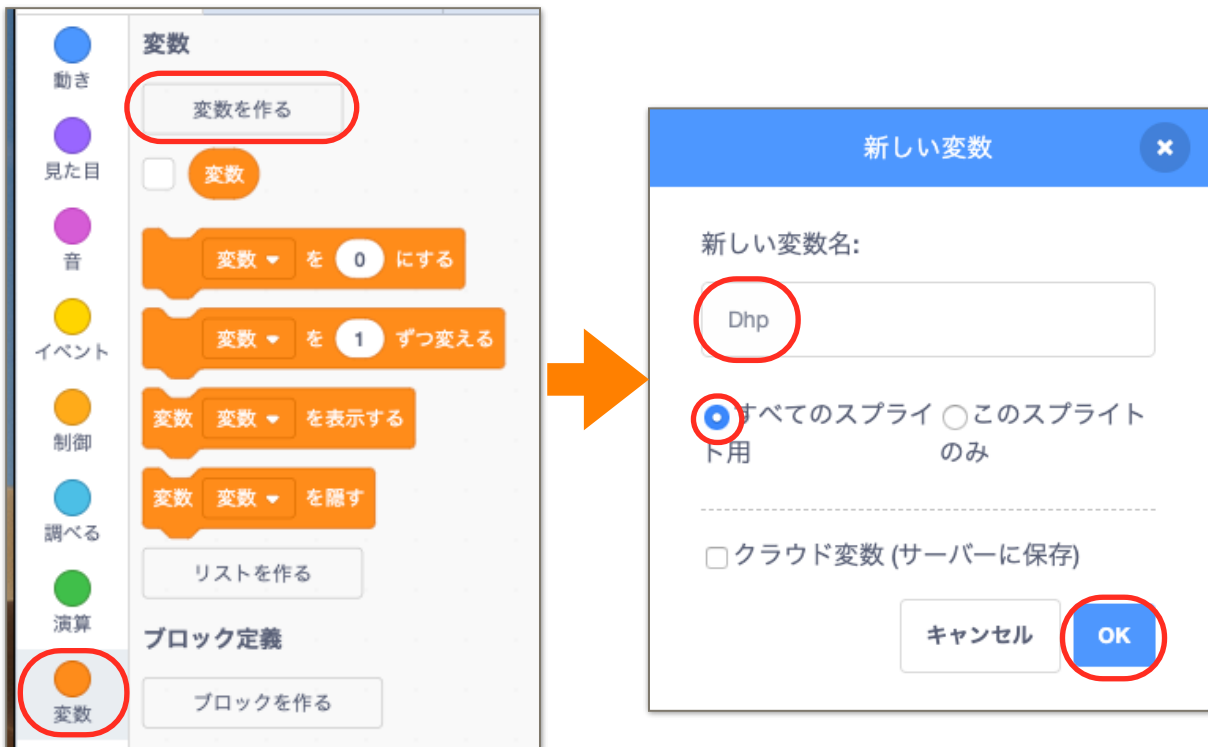 動き
見た目
音
イベント
制御
調べる
演算
変数
変数
変数を作る
変数
変数 を 0 にする
変数 を 1 ずつ変える
変数 変数 を表示する
変数 変数 を隠す
リストを作る
ブロック定義
ブロックを作る
新しい変数
新しい変数名:
Dhp
すべてのスプライ
ト用
このスプライト
のみ
クラウド変数 (サーバーに保存)
キャンセル
OK